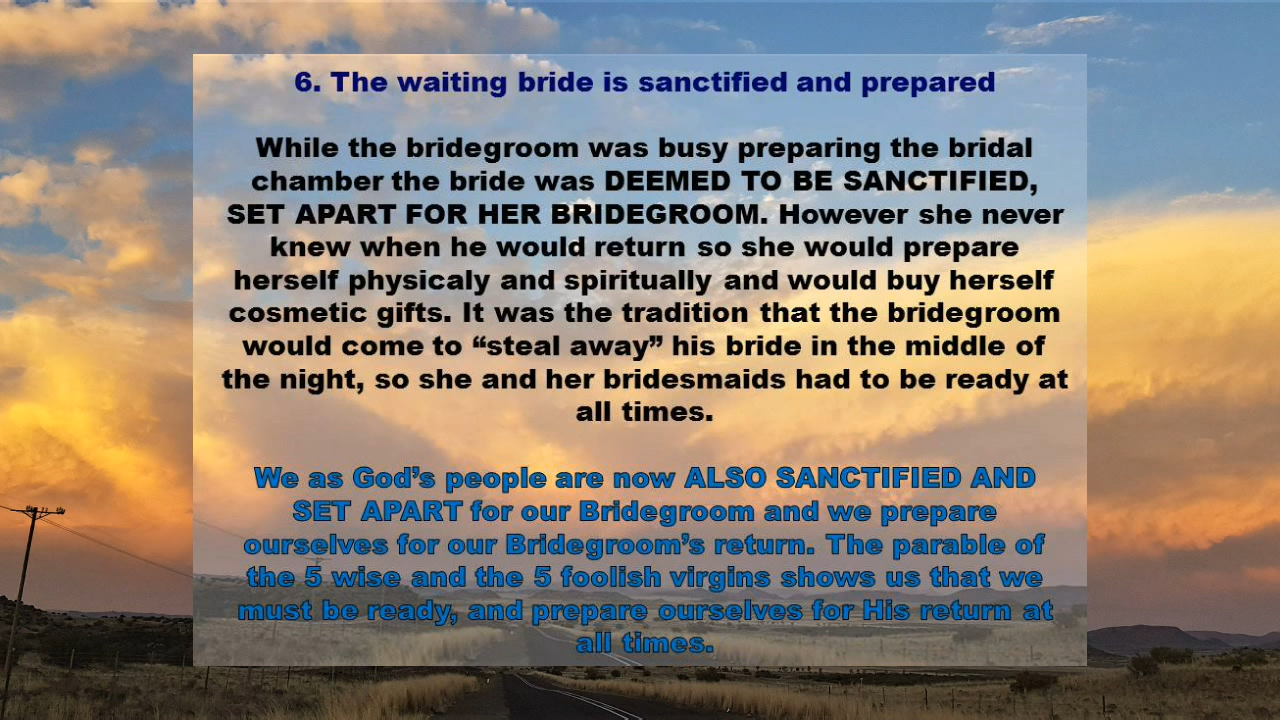 6. The waiting bride is sanctified and prepared
While the bridegroom was busy preparing the bridal
chamber the bride was DEEMED TO BE SANCTIFIED,
SET APART FOR HER BRIDEGROOM. However she never
knew when he would return so she would prepare
herself physicaly and spiritually and would buy herself
cosmetic gifts. It was the tradition that the bridegroom
would come to “steal away” his bride in the middle of
the night, so she and her bridesmaids had to be ready at
all times.
We as God’s people are now ALSO SANCTIFIED AND
SET APART for our Bridegroom and we prepare
ourselves for our Bridegroom’s return. The parable of
the 5 wise and the 5 foolish virgins shows us that we
must be ready, and prepare ourselves for His return at
all times.